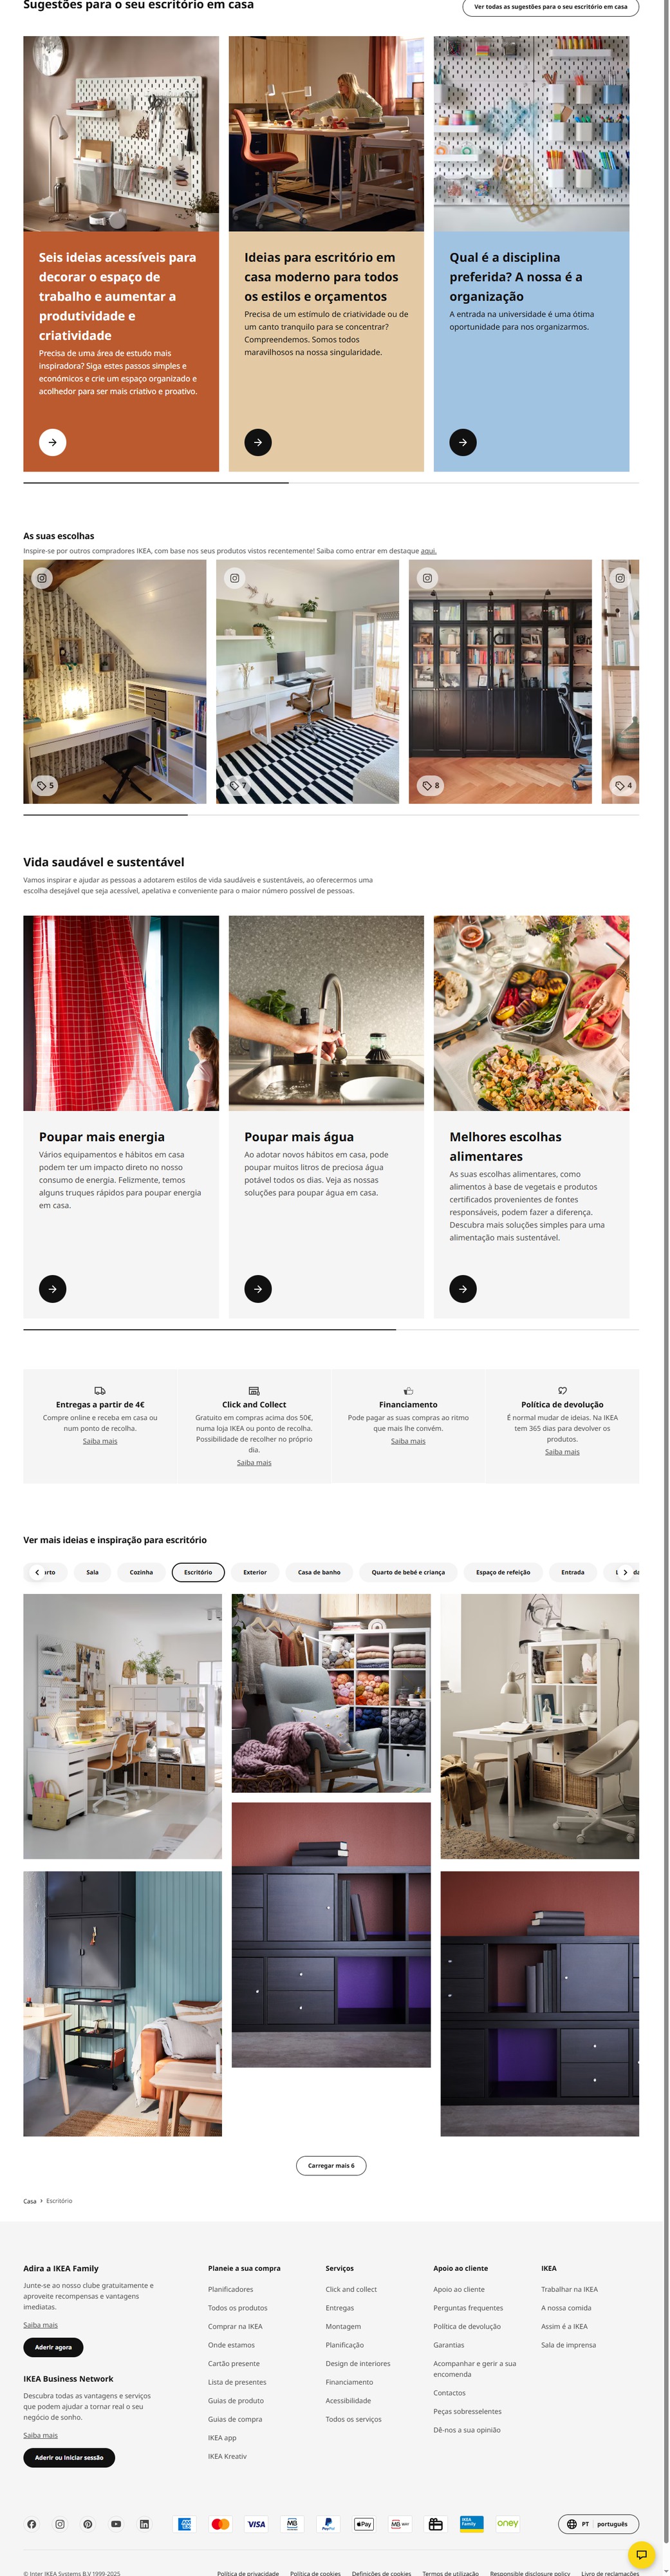 Sugestões para o seu escritório em casa
Ver todas as sugestões para o seu escritório em casa
Seis ideias acessíveis para
decorar o espaço de
trabalho e aumentar a
produtividade e
criatividade
Precisa de uma área de estudo mais
inspiradora? Siga estes passos simples e
económicos e crie um espaço organizado e
acolhedor para ser mais criativo e proativo.
Ideias para escritório em
casa moderno para todos
os estilos e orçamentos
Precisa de um estímulo de criatividade ou de
um canto tranquilo para se concentrar?
Compreendemos. Somos todos
maravilhosos na nossa singularidade.
Qual é a disciplina
preferida? A nossa é a
organização
A entrada na universidade é uma ótima
oportunidade para nos organizarmos.
As suas escolhas
Inspire-se por outros compradores IKEA, com base nos seus produtos vistos recentemente! Saiba como entrar em destaque aqui.
5
7
8
4
Vida saudável e sustentável
Vamos inspirar e ajudar as pessoas a adotarem estilos de vida saudáveis e sustentáveis, ao oferecermos uma
escolha desejável que seja acessível, apelativa e conveniente para o maior número possível de pessoas.
Poupar mais energia
Vários equipamentos e hábitos em casa
podem ter um impacto direto no nosso
consumo de energia. Felizmente, temos
alguns truques rápidos para poupar energia
em casa.
Poupar mais água
Ao adotar novos hábitos em casa, pode
poupar muitos litros de preciosa água
potável todos os dias. Veja as nossas
soluções para poupar água em casa.
Melhores escolhas
alimentares
As suas escolhas alimentares, como
alimentos à base de vegetais e produtos
certificados provenientes de fontes
responsáveis, podem fazer a diferença.
Descubra mais soluções simples para uma
alimentação mais sustentável.
Entregas a partir de 4€
Compre online e receba em casa ou
num ponto de recolha.
Saiba mais
Click and Collect
Gratuito em compras acima dos 50€,
numa loja IKEA ou ponto de recolha.
Possibilidade de recolher no próprio
dia.
Saiba mais
Financiamento
Pode pagar as suas compras ao ritmo
que mais lhe convém.
Saiba mais
Política de devolução
É normal mudar de ideias. Na IKEA
tem 365 dias para devolver os
produtos.
Saiba mais
Ver mais ideias e inspiração para escritório
Sala
Cozinha
Escritório
Exterior
Casa de banho
Quarto de bebé e criança
Espaço de refeição
Entrada
Carregar mais 6
Casa
Escritório
Adira a IKEA Family
Junte-se ao nosso clube gratuitamente e
aproveite recompensas e vantagens
imediatas.
Saiba mais
Aderir agora
IKEA Business Network
Descubra todas as vantagens e serviços
que podem ajudar a tornar real o seu
negócio de sonho.
Saiba mais
Aderir ou Iniciar sessão
Planeie a sua compra
Planificadores
Todos os produtos
Comprar na IKEA
Onde estamos
Cartão presente
Lista de presentes
Guias de produto
Guias de compra
IKEA app
IKEA Kreativ
Serviços
Click and collect
Entregas
Montagem
Planificação
Design de interiores
Financiamento
Acessibilidade
Todos os serviços
Apoio ao cliente
Apoio ao cliente
Perguntas frequentes
Política de devolução
Garantias
Acompanhar e gerir a sua
encomenda
Contactos
Peças sobresselentes
Dê-nos a sua opinião
IKEA
Trabalhar na IKEA
A nossa comida
Assim é a IKEA
Sala de imprensa
VISA
MB
PayPal
Pay
MB WAY
IKEA
Family
oney
PT
português
© Inter IKEA Systems B.V 1999-2025
Política de privacidade
Política de cookies
Definições de cookies
Termos de utilização
Responsible disclosure policy
Livro de reclamações